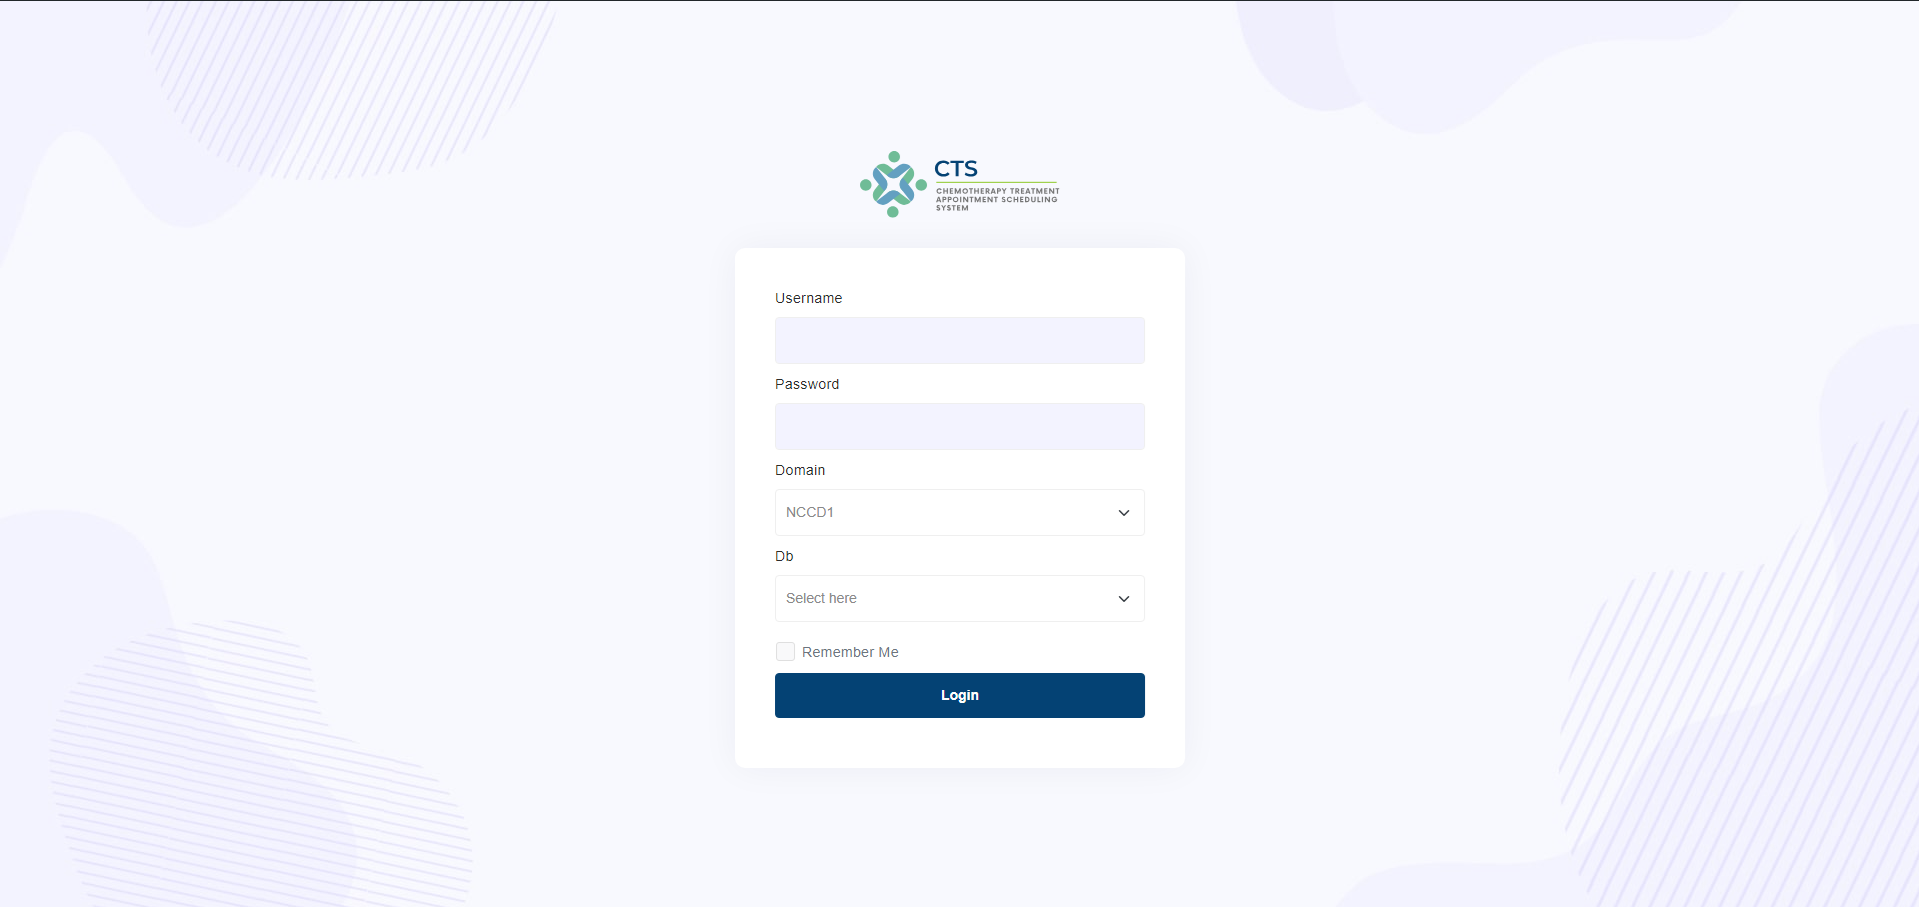 CTS
CHEMOTHERAPY TREATMENT
APPOINTMENT SCHEDULING
SYSTEM
Username
Password
Domain
NCCD1
Db
Select here
Remember Me
Login